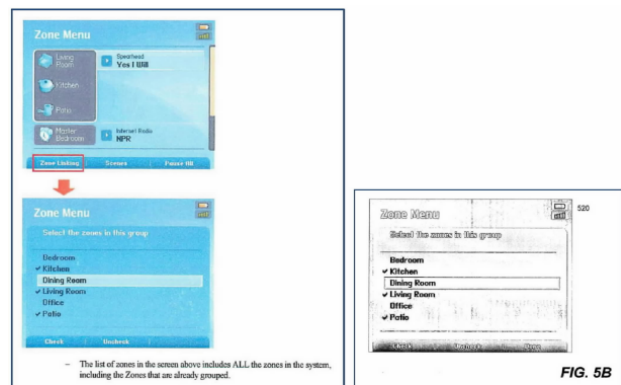 Zone Menu
Living
Room
Spearhead
Yes I Will
Kitchen
Patio
Master
Bedroom
Internet Radio
NPR
Zone Linking Scenes Pause All
Zone Menu
Select the zones in this group
Bedroom
✓ Kitchen
Dining Room
✓ Living Room
Office
✓ Patio
Check Uncheck
– The list of zones in the screen above includes ALL the zones in the system,
including the Zones that are already grouped.
Zone Menu
520
Select the zones in this group
Bedroom
✓ Kitchen
Dining Room
✓ Living Room
Office
✓ Patio
Check Uncheck Menu
FIG. 5B